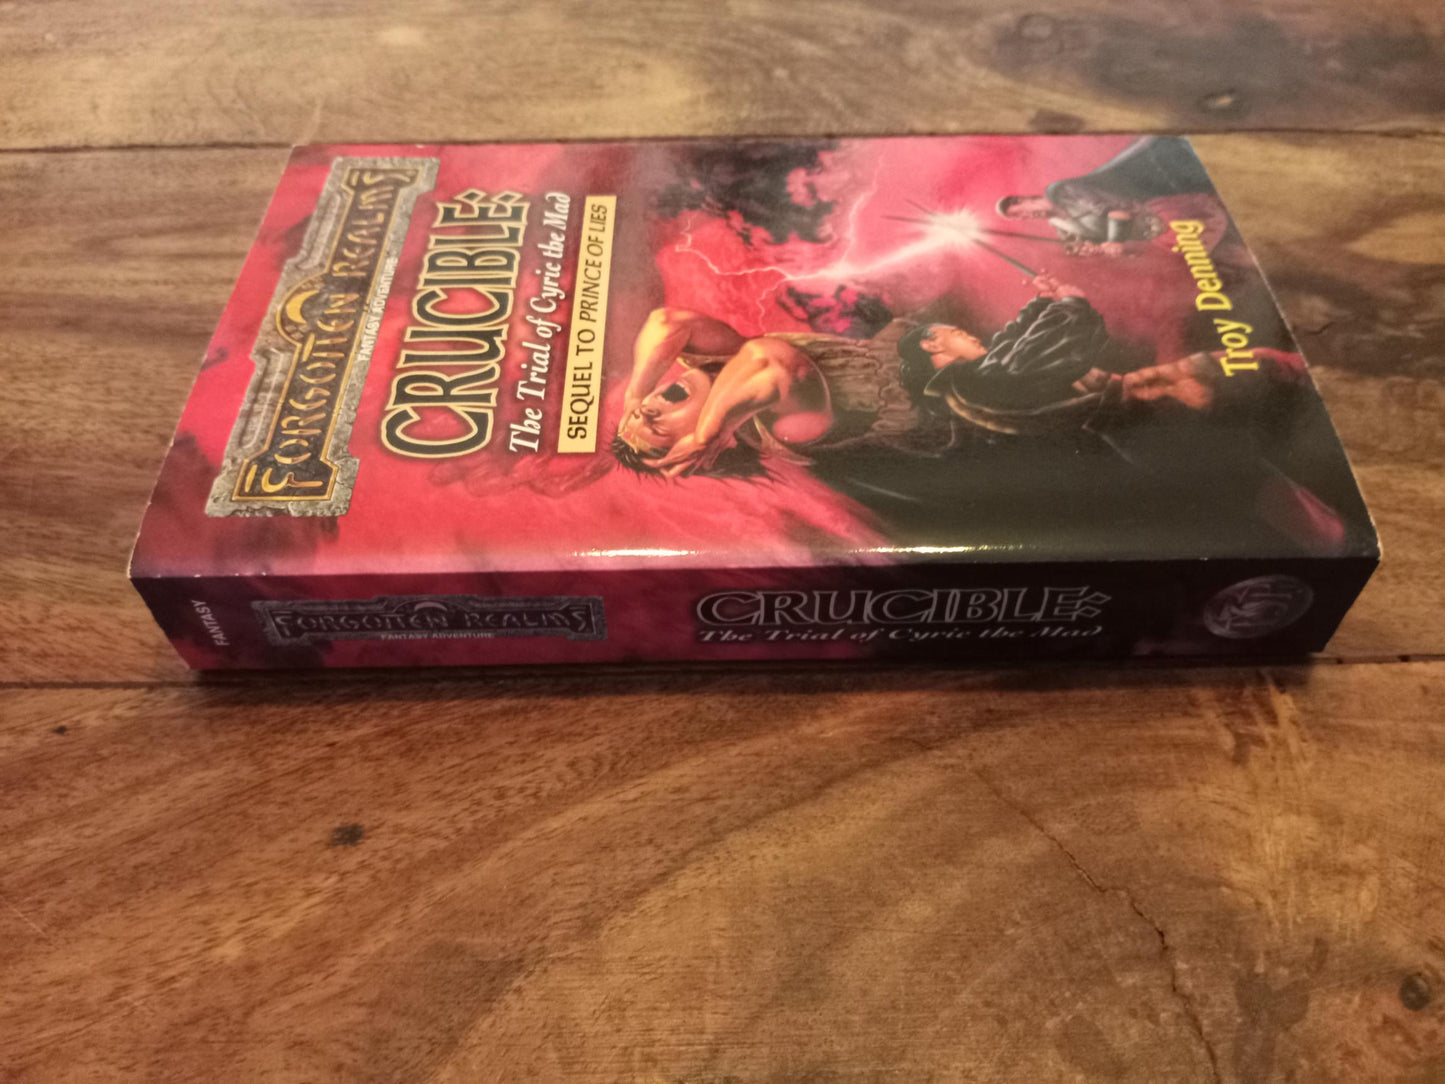 FORGOTTEN REALMS
FANTASY ADVENTURE
CRUCIBLE:
The Trial of Cyric the Mad
SEQUEL TO PRINCE OF LIES
Troy Denning
FANTASY
FORGOTTEN REALMS
FANTASY ADVENTURE
CRUCIBLE:
The Trial of Cyric the Mad
TSR